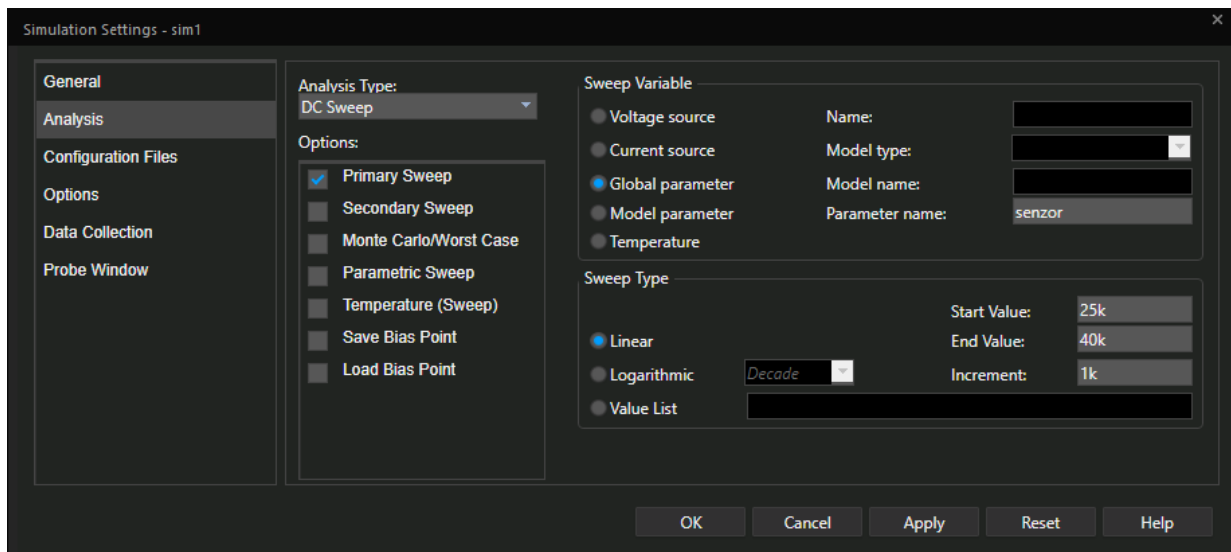 Simulation Settings - sim1
General
Analysis
Configuration Files
Options
Data Collection
Probe Window
Analysis Type:
DC Sweep
Options:
Primary Sweep
Secondary Sweep
Monte Carlo/Worst Case
Parametric Sweep
Temperature (Sweep)
Save Bias Point
Load Bias Point
Sweep Variable
Voltage source
Name:
Current source
Model type:
Global parameter
Model name:
Model parameter
Parameter name: senzor
Temperature
Sweep Type
Start Value: 25k
Linear
End Value: 40k
Logarithmic
Decade
Increment: 1k
Value List
OK
Cancel
Apply
Reset
Help